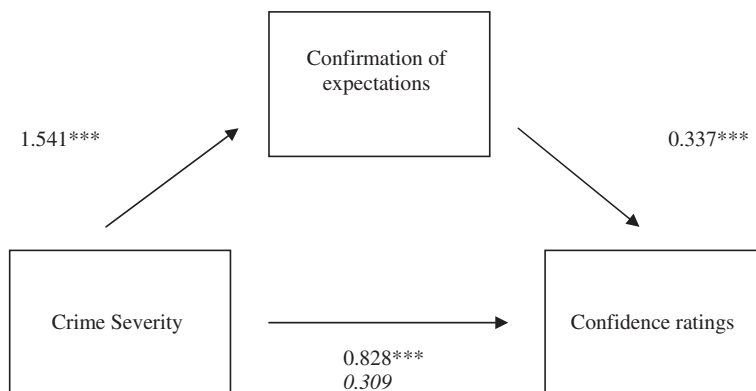 Confirmation of
expectations
1.541***
0.337***
Crime Severity
Confidence ratings
0.828***
0.309